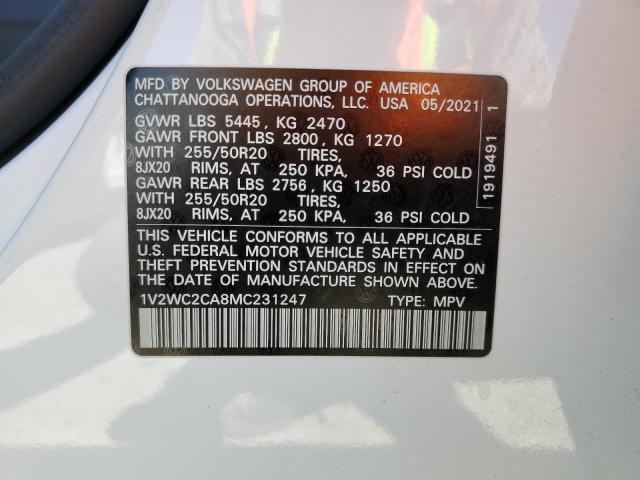 MFD BY VOLKSWAGEN GROUP OF AMERICA
CHATTANOOGA OPERATIONS, LLC. USA 05/2021
GVWR LBS 5445 , KG 2470
GAWR FRONT LBS 2800 , KG 1270
WITH 255/50R20 TIRES,
8JX20 RIMS, AT 250 KPA, 36 PSI COLD
GAWR REAR LBS 2756 , KG 1250
WITH 255/50R20 TIRES,
8JX20 RIMS, AT 250 KPA, 36 PSI COLD
THIS VEHICLE CONFORMS TO ALL APPLICABLE
U.S. FEDERAL MOTOR VEHICLE SAFETY AND
THEFT PREVENTION STANDARDS IN EFFECT ON
THE DATE OF MANUFACTURE SHOWN ABOVE.
1V2WC2CA8MC231247 TYPE: MPV
1919491 1